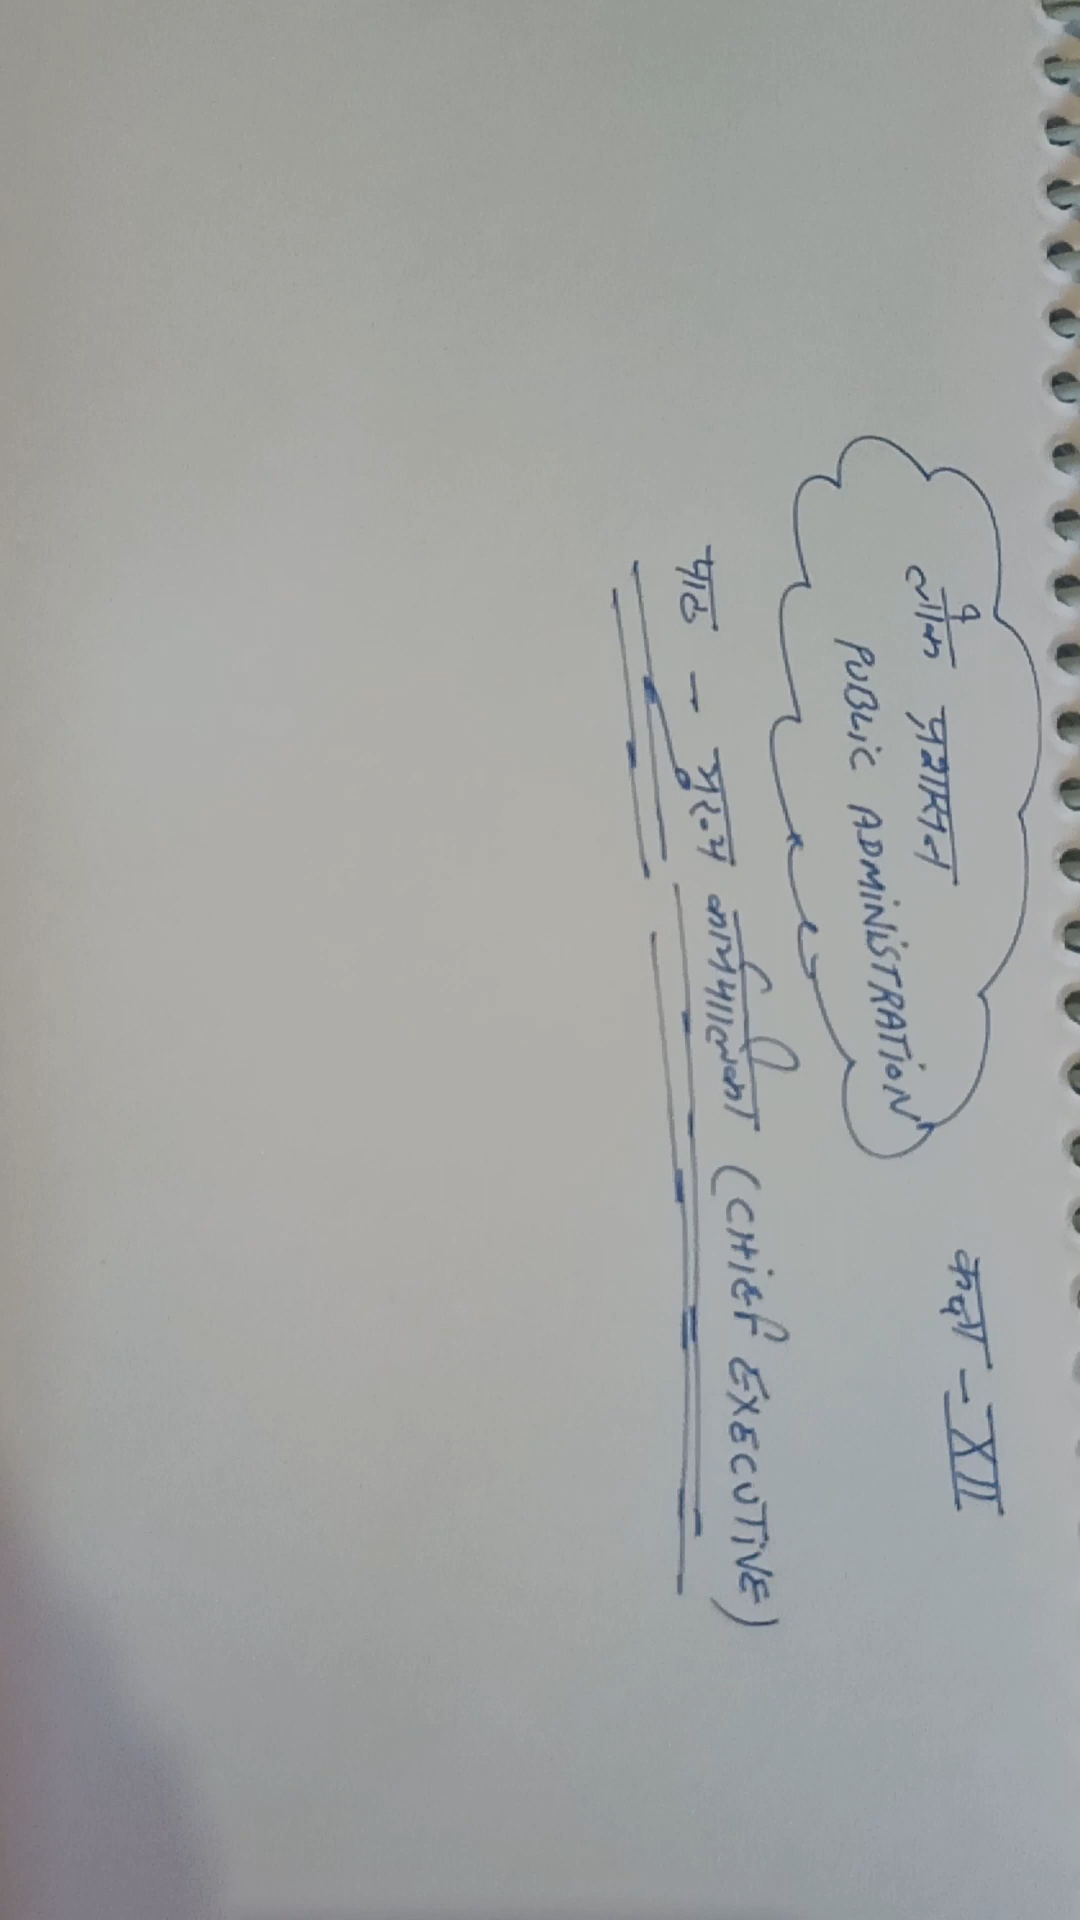 लोक प्रशासन
PUBLIC ADMINISTRATION
कक्षा - XII
पाठ - मुख्य कार्यपालिका (CHIEF EXECUTIVE)